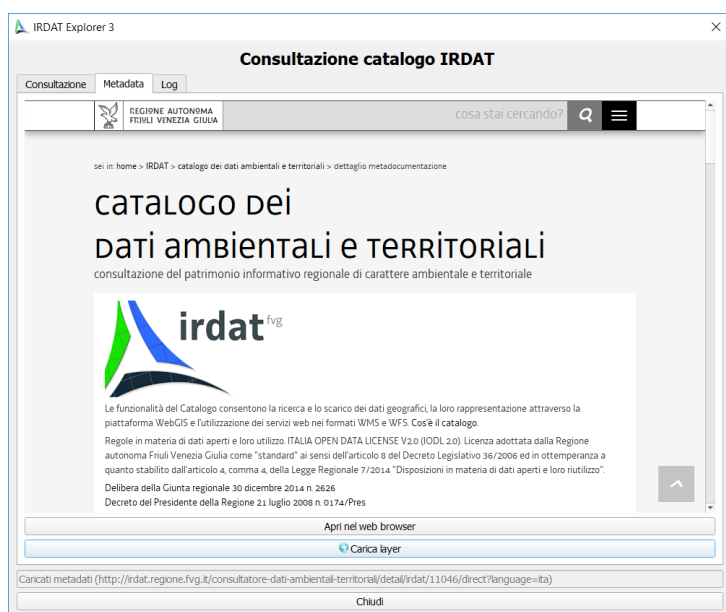 IRDAT Explorer 3
Consultazione catalogo IRDAT
Consultazione Metadata Log
REGIONE AUTONOMA
FRIULI VENEZIA GIULIA
cosa stai cercando?
sei in: home > IRDAT > catalogo dei dati ambientali e territoriali > dettaglio metadocumentazione
catalogo dei
dati ambientali e territoriali
consultazione del patrimonio informativo regionale di carattere ambientale e territoriale
irdat fvg
Le funzionalità del Catalogo consentono la ricerca e lo scarico dei dati geografici, la loro rappresentazione attraverso la
piattaforma WebGIS e l'utilizzazione dei servizi web nei formati WMS e WFS. Cos'è il catalogo.
Regole in materia di dati aperti e loro utilizzo. ITALIA OPEN DATA LICENSE V2.0 (IODL 2.0). Licenza adottata dalla Regione
autonoma Friuli Venezia Giulia come "standard" ai sensi dell'articolo 8 del Decreto Legislativo 36/2006 ed in ottemperanza a
quanto stabilito dall'articolo 4, comma 4, della Legge Regionale 7/2014 "Disposizioni in materia di dati aperti e loro riutilizzo".
Delibera della Giunta regionale 30 dicembre 2014 n. 2626
Decreto del Presidente della Regione 21 luglio 2008 n. 0174/Pres
Apri nel web browser
Carica layer
Caricati metadati (http://irdat.regione.fvg.it/consultatore-dati-ambientali-territoriali/detail/irdat/11046/direct?language=ita)
Chiudi